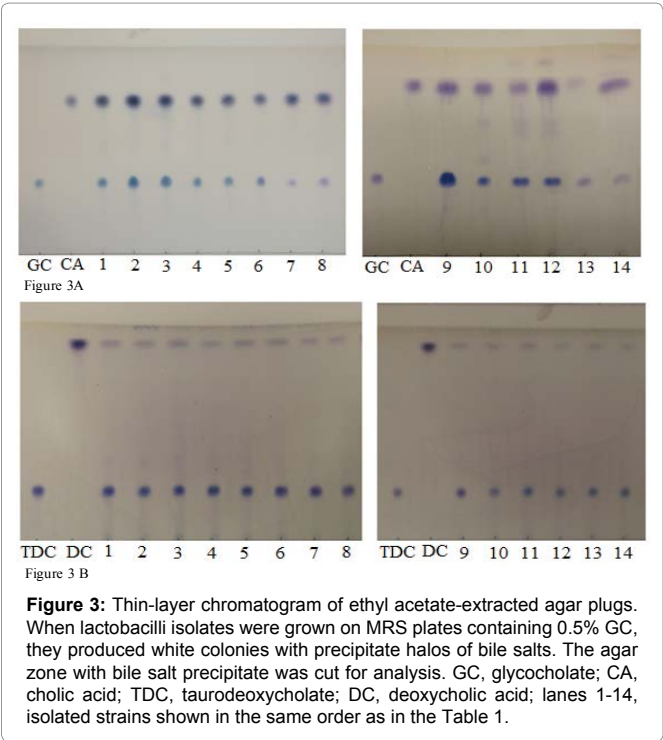 GC CA 1 2 3 4 5 6 7 8
Figure 3A
GC CA 9 10 11 12 13 14
TDC DC 1 2 3 4 5 6 7 8
Figure 3 B
TDC DC 9 10 11 12 13 14
Figure 3: Thin-layer chromatogram of ethyl acetate-extracted agar plugs.
When lactobacilli isolates were grown on MRS plates containing 0.5% GC,
they produced white colonies with precipitate halos of bile salts. The agar
zone with bile salt precipitate was cut for analysis. GC, glycocholate; CA,
cholic acid; TDC, taurodeoxycholate; DC, deoxycholic acid; lanes 1-14,
isolated strains shown in the same order as in the Table 1.